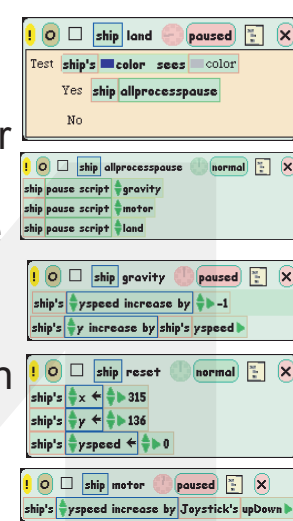 ! O ship land paused
Test ship's color sees color
Yes ship allprocesspause
No
r
! O ship allprocesspause normal
ship pause script gravity
ship pause script motor
ship pause script land
! O ship gravity paused
ship's yspeed increase by -1
ship's y increase by ship's yspeed
n
! O ship reset normal
ship's x ← 315
ship's y ← 136
ship's yspeed ← 0
! O ship motor paused
ship's yspeed increase by Joystick's upDown